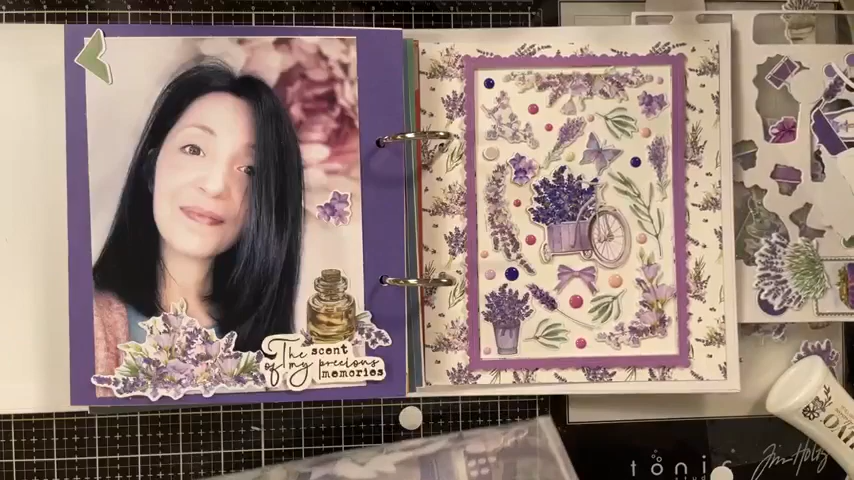 The scent
of my precious
memories
tonic
Tim Holtz